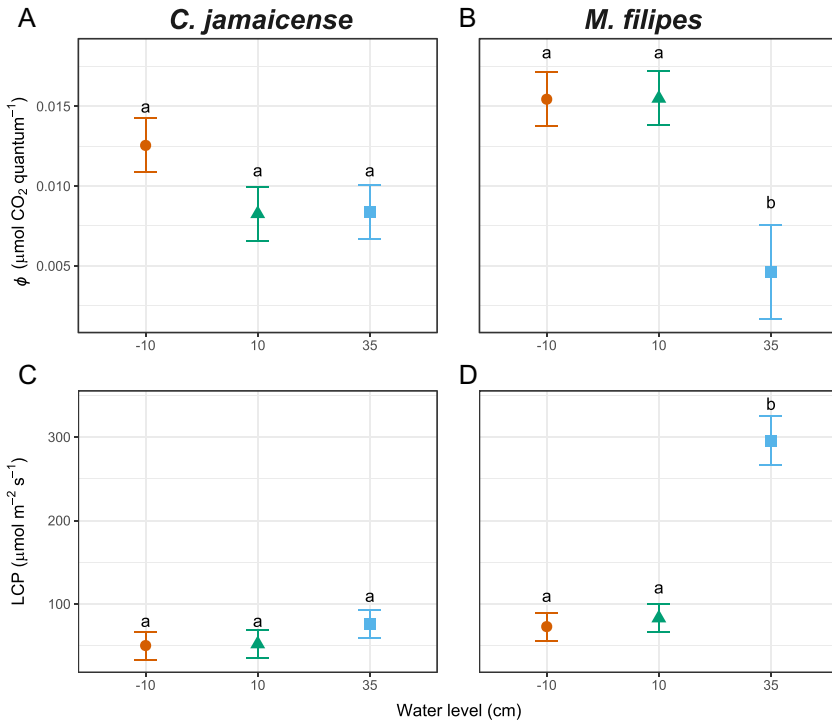 A
C. jamaicense
B
M. filipes
ϕ (μmol CO₂ quantum⁻¹)
0.015
0.010
0.005
a
a
a
-10
10
35
a
a
b
-10
10
35
C
D
LCP (μmol m⁻² s⁻¹)
300
200
100
a
a
a
-10
10
35
a
a
b
-10
10
35
Water level (cm)